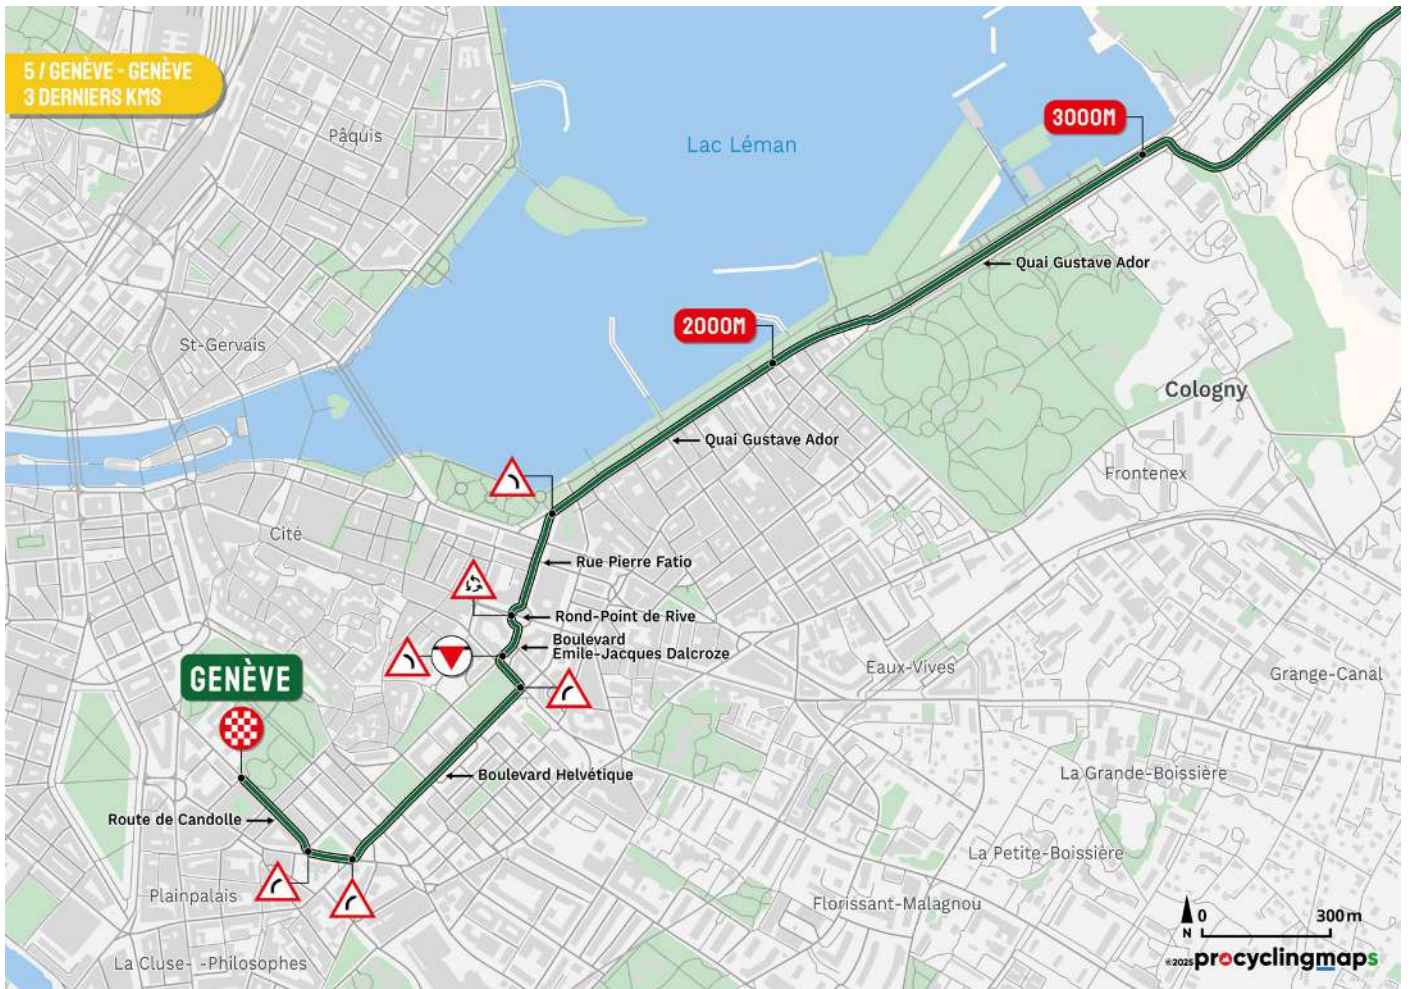 5 / GENÈVE - GENÈVE
3 DERNIERS KMS
Pâquis
Lac Léman
3000M
Quai Gustave Ador
2000M
St-Gervais
Cologny
Quai Gustave Ador
Frontenex
Cité
Rue Pierre Fatio
Rond-Point de Rive
Boulevard
Emile-Jacques Dalcroze
GENÈVE
Eaux-Vives
Grange-Canal
Boulevard Helvétique
La Grande-Boissière
Route de Candolle
La Petite-Boissière
Plainpalais
Florissant-Malagnou
0 300m
N
La Cluse- -Philosophes
©2025 procyclingmaps